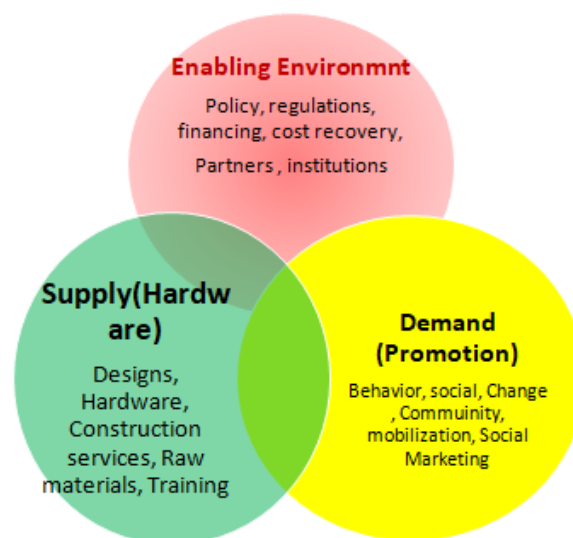 Enabling Environmnt
Policy, regulations,
financing, cost recovery,
Partners , institutions
Supply(Hardw
are)
Designs,
Hardware,
Construction
services, Raw
materials, Training
Demand
(Promotion)
Behavior, social, Change
, Commuinity,
mobilization, Social
Marketing